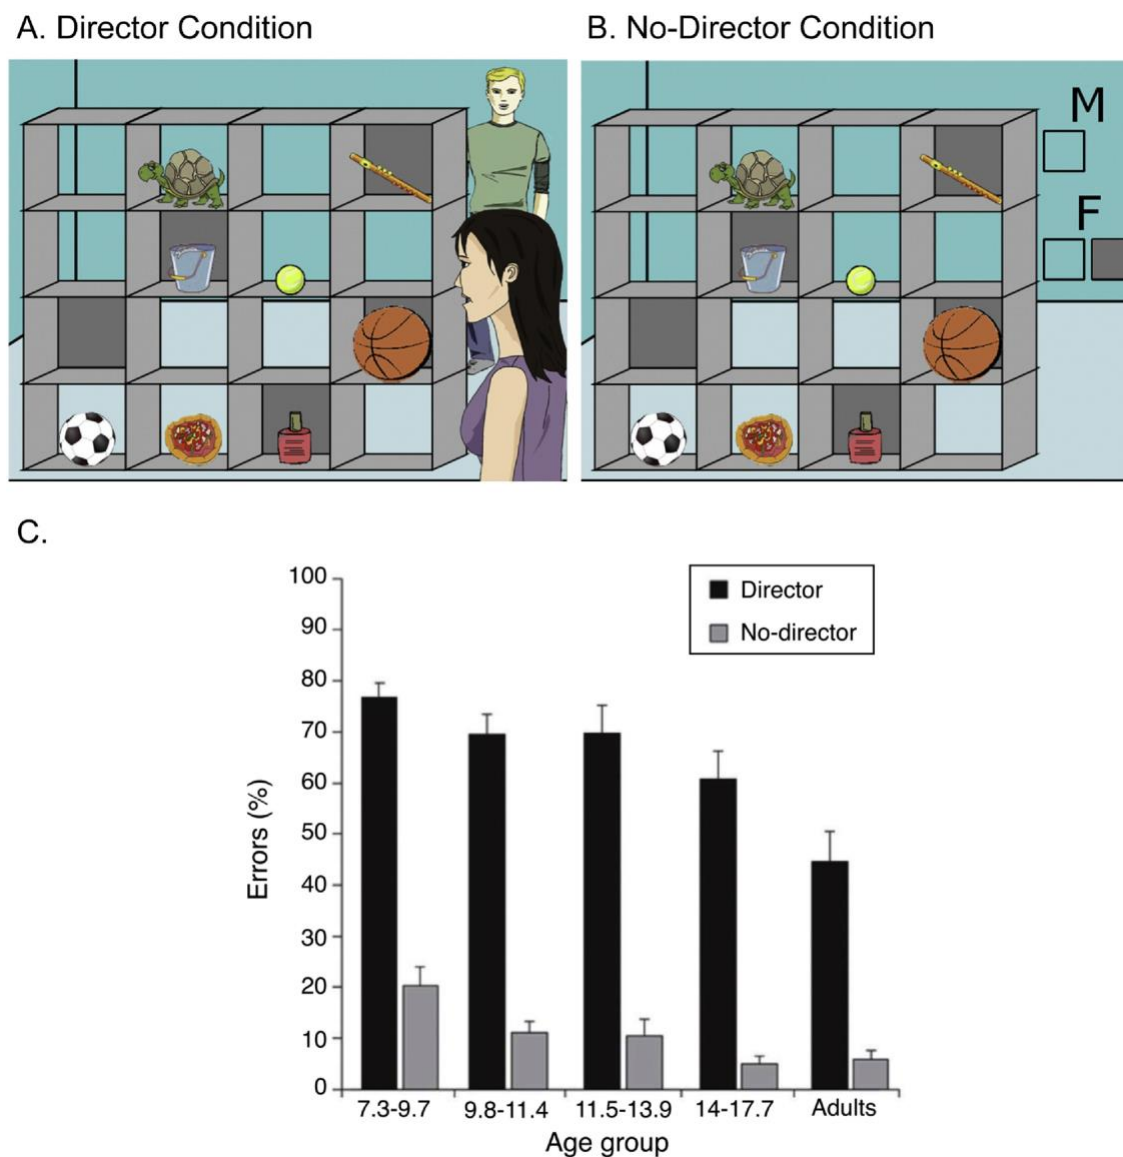 A. Director Condition
B. No-Director Condition
M
F
C.
Director
No-director
100
90
80
70
60
50
40
30
20
10
0
Errors (%)
7.3-9.7 9.8-11.4 11.5-13.9 14-17.7 Adults
Age group